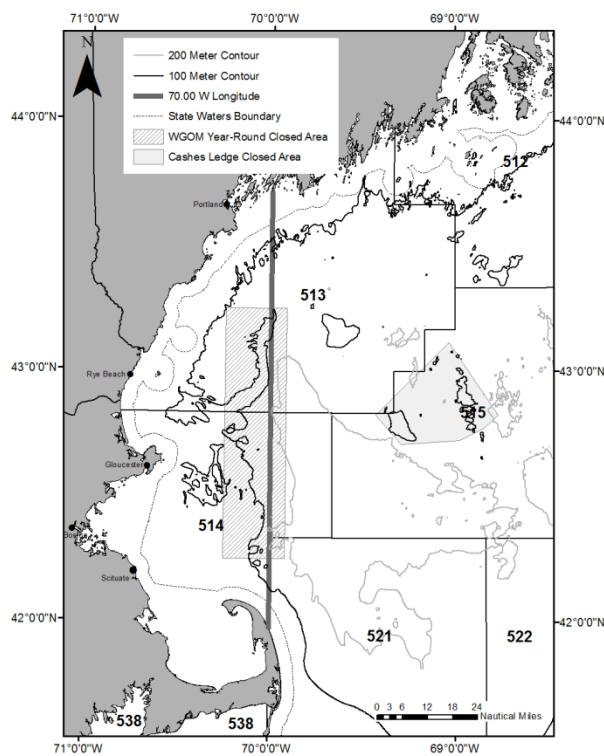 71°0'0"W 70°0'0"W 69°0'0"W
N
200 Meter Contour
100 Meter Contour
70.00 W Longitude
State Waters Boundary
WGOM Year-Round Closed Area
Cashes Ledge Closed Area
44°0'0"N 44°0'0"N
512
Portland
513
43°0'0"N 43°0'0"N
Rye Beach
515
Gloucester
514
Boston
Scituate
42°0'0"N 42°0'0"N
521 522
538 538
0 3 6 12 18 24
Nautical Miles
71°0'0"W 70°0'0"W 69°0'0"W